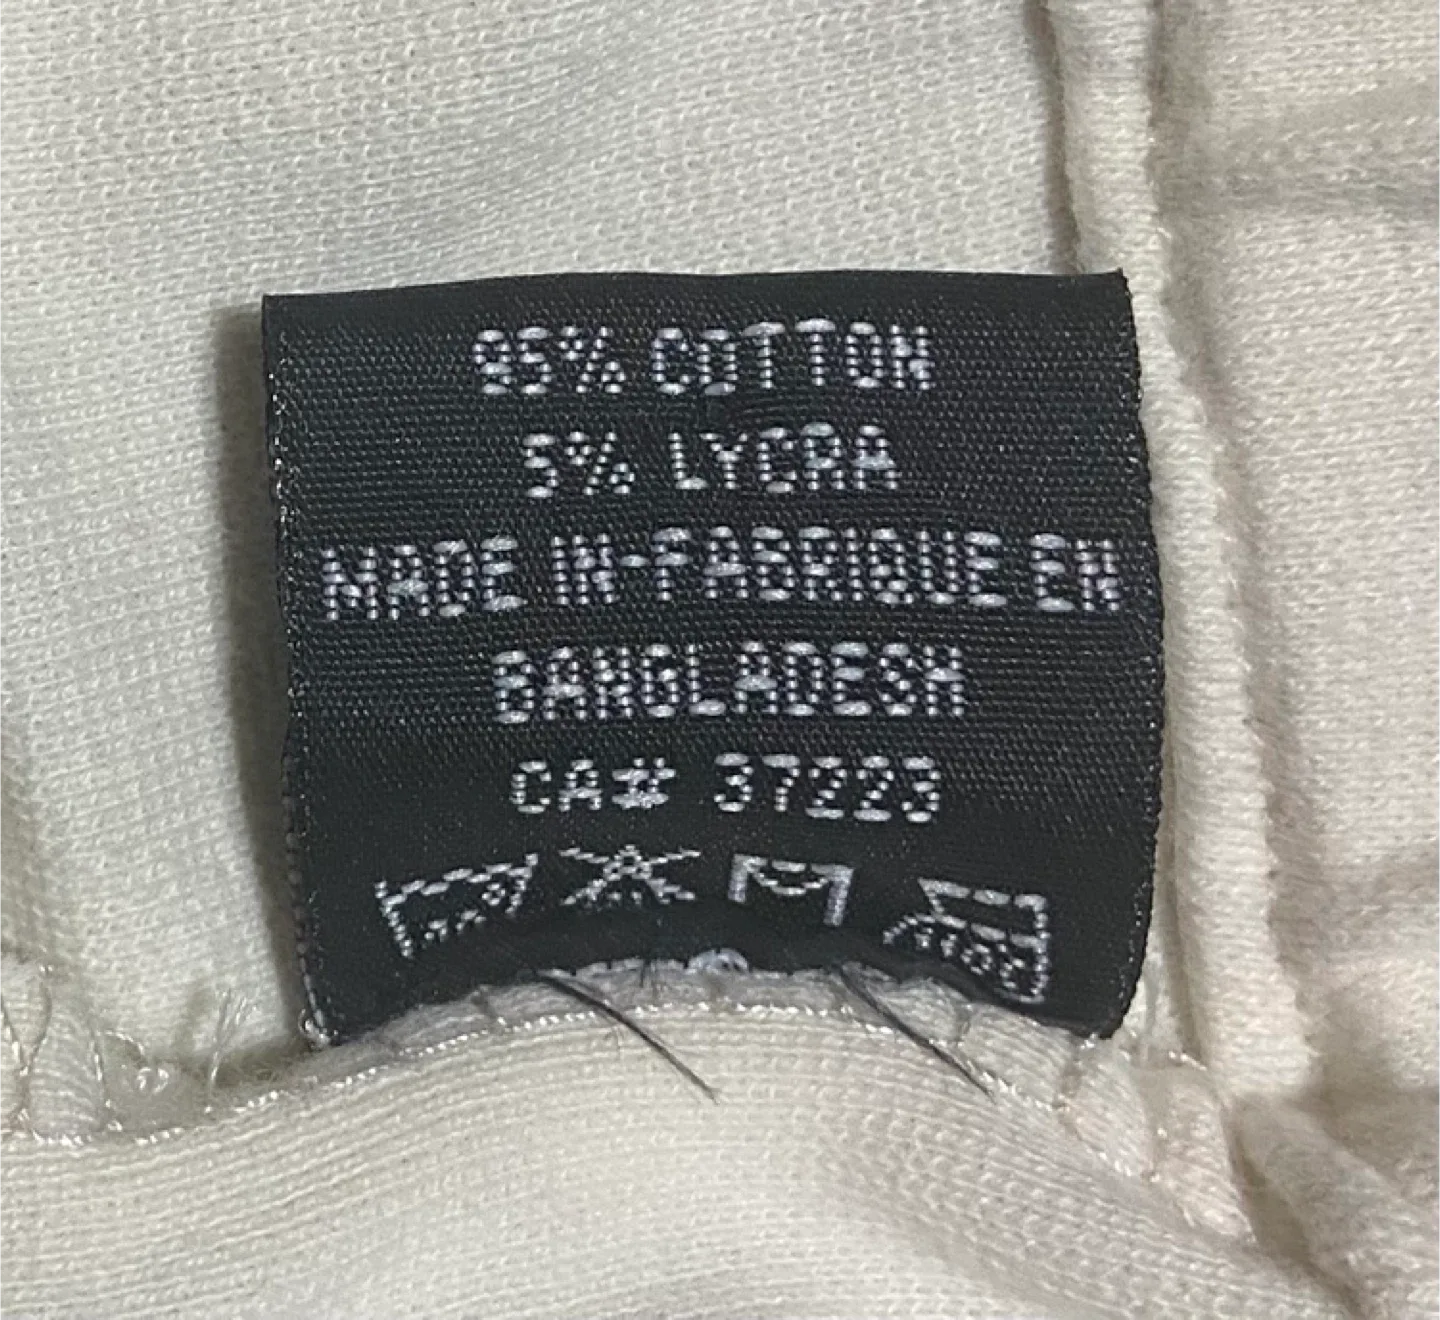 95% COTTON
5% LYCRA
MADE IN-FABRIQUE EN
BANGLADESH
CA# 37223